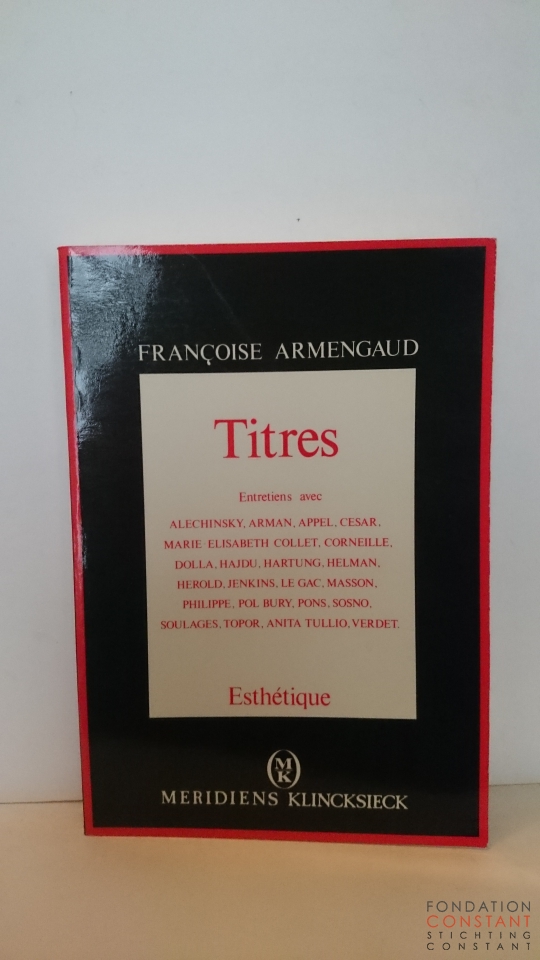 FRANÇOISE ARMENGAUD
Titres
Entretiens avec
ALECHINSKY, ARMAN, APPEL, CESAR,
MARIE-ELISABETH COLLET, CORNEILLE,
DOLLA, HAJDU, HARTUNG, HELMAN,
HEROLD, JENKINS, LE GAC, MASSON,
PHILIPPE, POL BURY, PONS, SOSNO,
SOULAGES, TOPOR, ANITA TULLIO, VERDET.
Esthétique
MK
MERIDIENS KLINCKSIECK
FONDATION
CONSTANT
STICHTING
CONSTANT